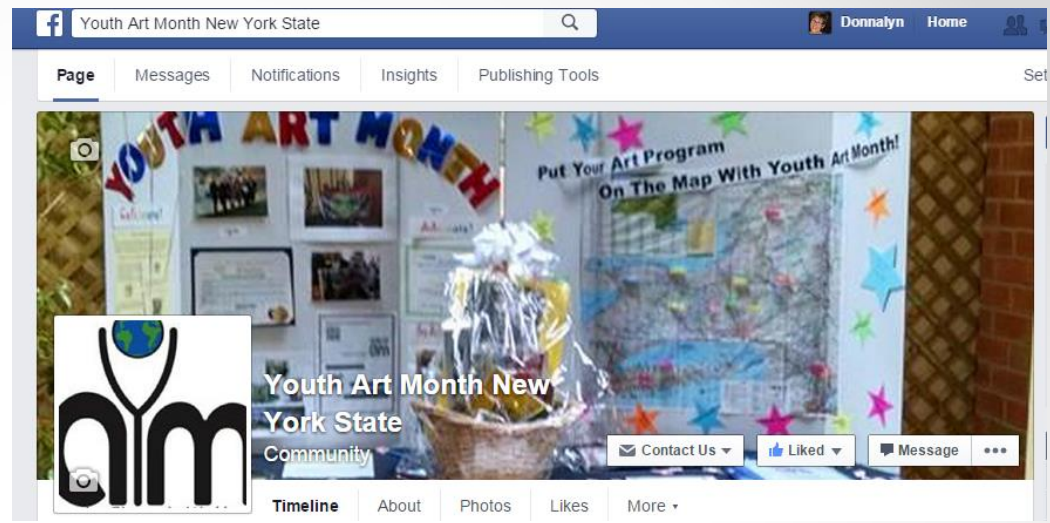 Youth Art Month New York State
Donnalyn Home
Page Messages Notifications Insights Publishing Tools
Set
YOUTH ART MONTH
Put Your Art Program
On The Map With Youth Art Month!
aym
Youth Art Month New
York State
Community
Contact Us
Liked
Message
Timeline About Photos Likes More